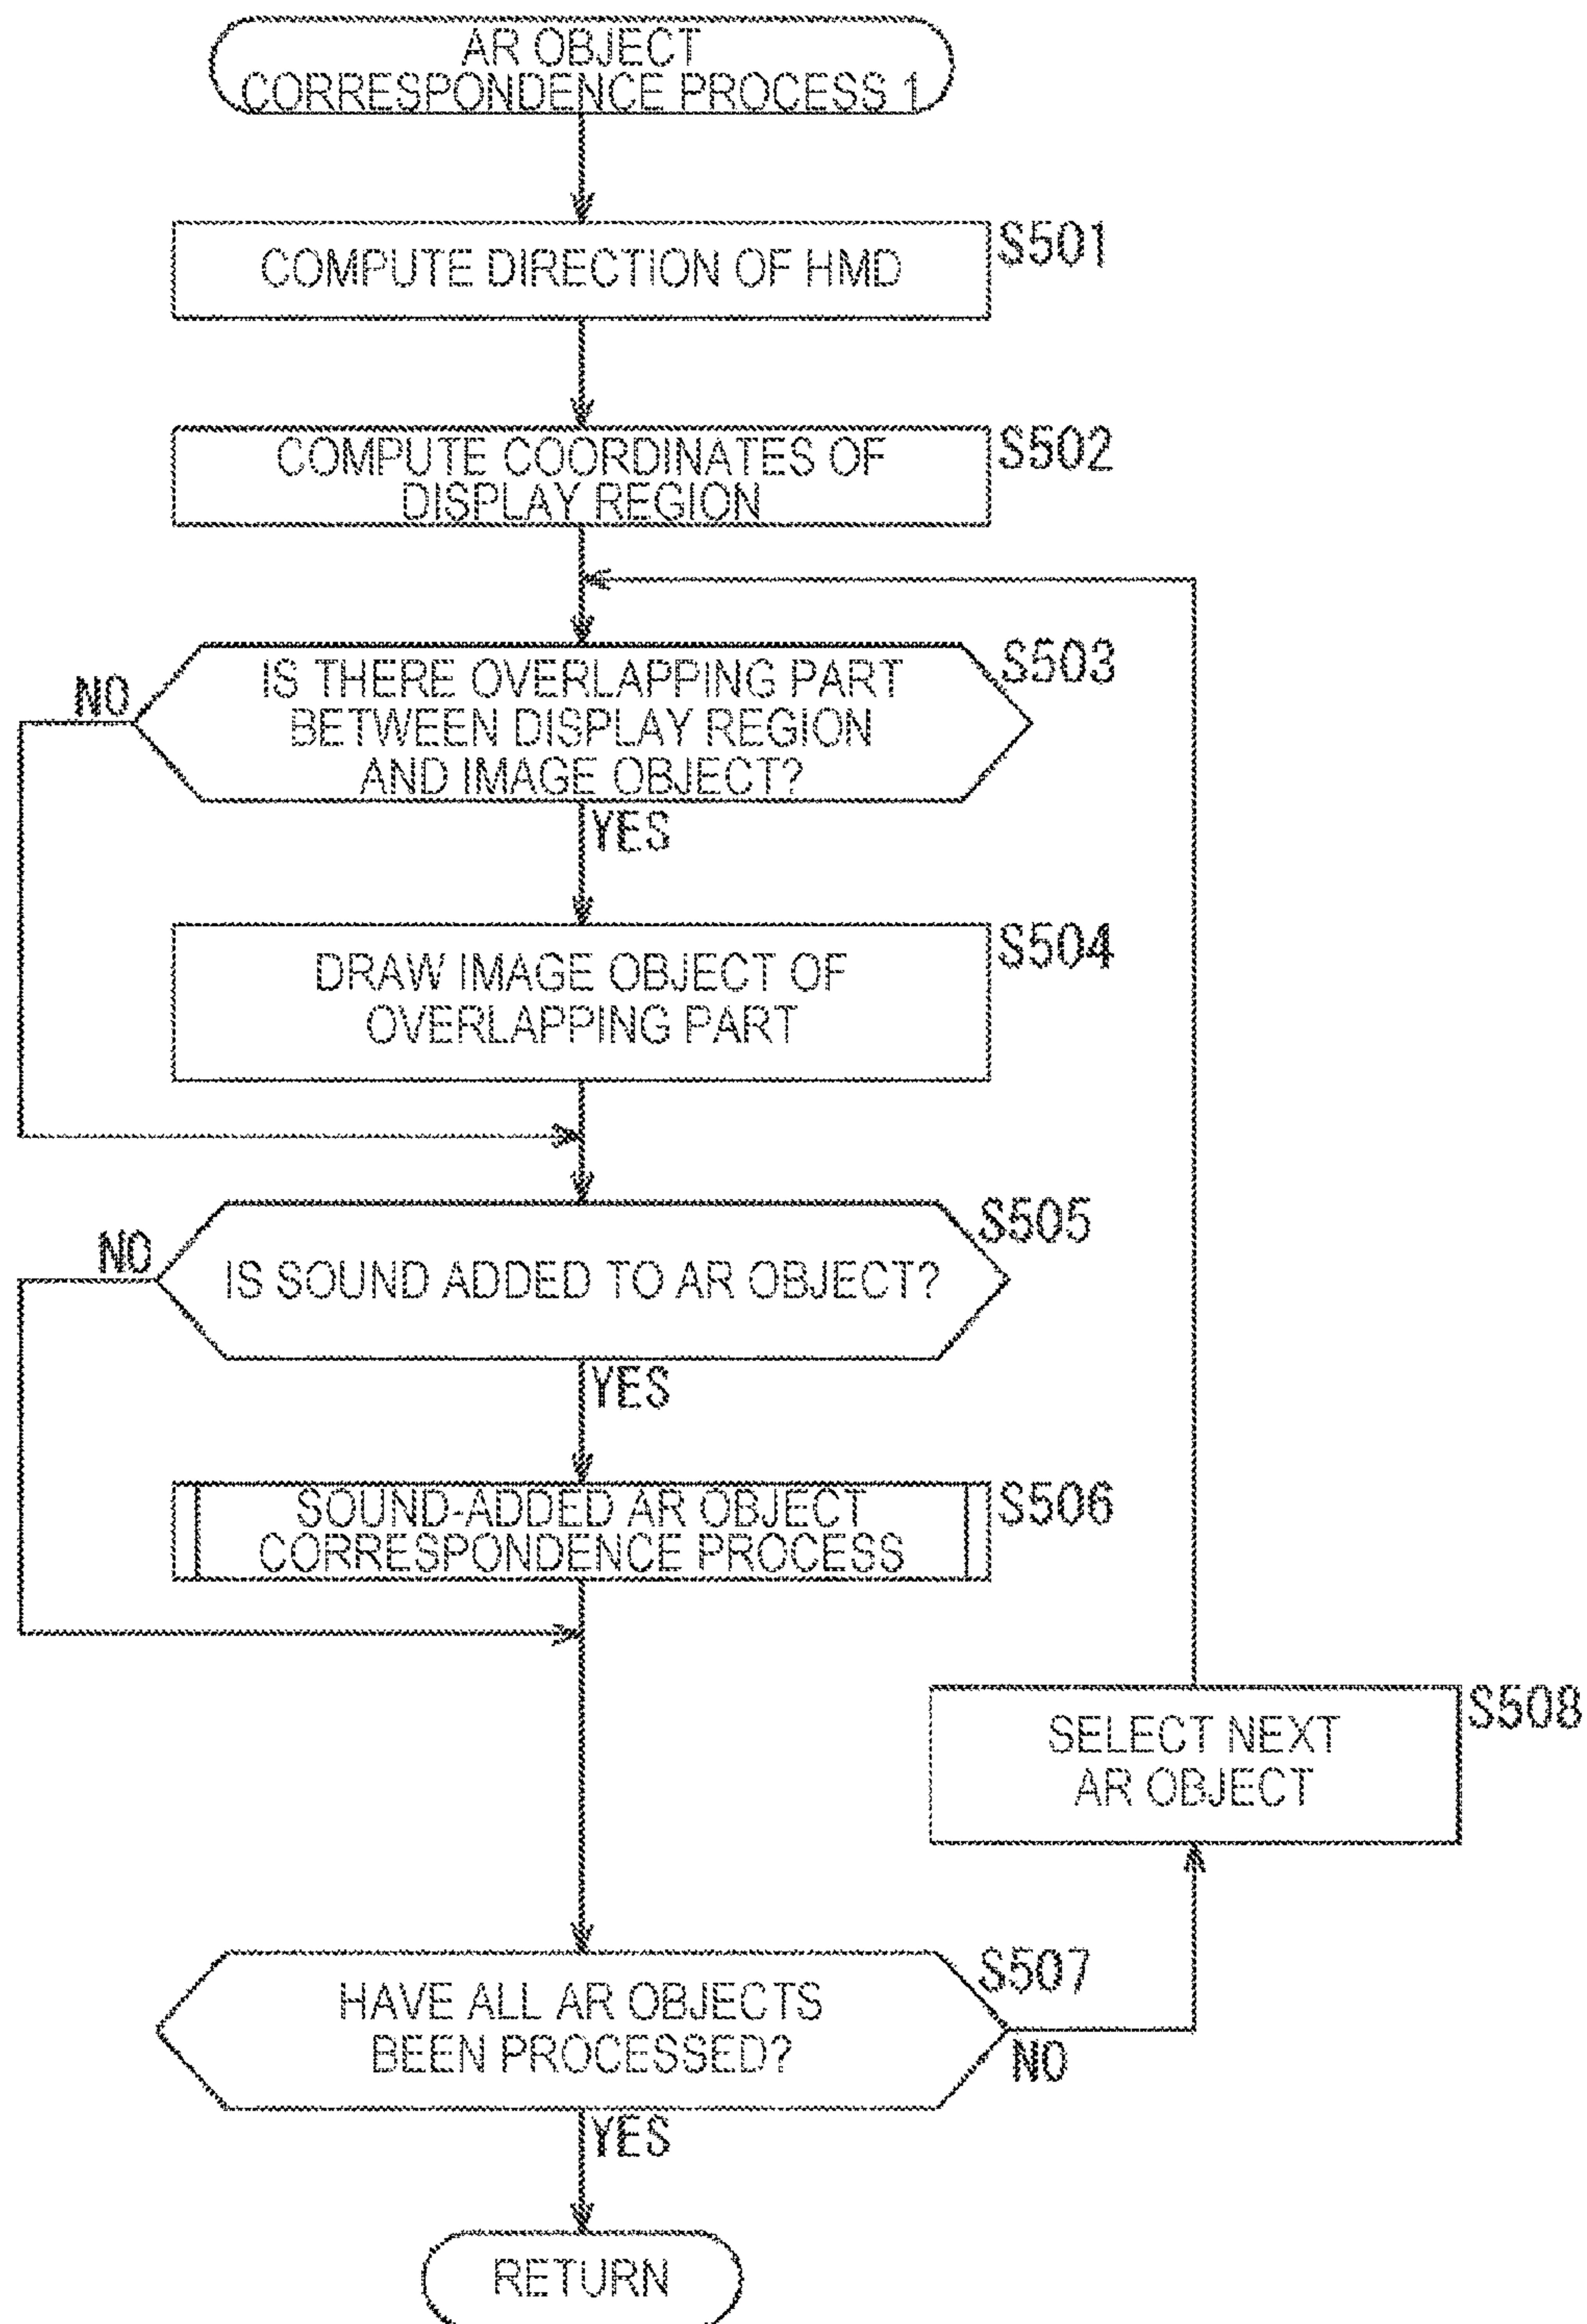 AR OBJECT
CORRESPONDENCE PROCESS 1
COMPUTE DIRECTION OF HMD
S501
COMPUTE COORDINATES OF
DISPLAY REGION
S502
IS THERE OVERLAPPING PART
BETWEEN DISPLAY REGION
AND IMAGE OBJECT?
S503
NO
YES
DRAW IMAGE OBJECT OF
OVERLAPPING PART
S504
IS SOUND ADDED TO AR OBJECT?
S505
NO
YES
SOUND-ADDED AR OBJECT
CORRESPONDENCE PROCESS
S506
SELECT NEXT
AR OBJECT
S508
HAVE ALL AR OBJECTS
BEEN PROCESSED?
S507
NO
YES
RETURN